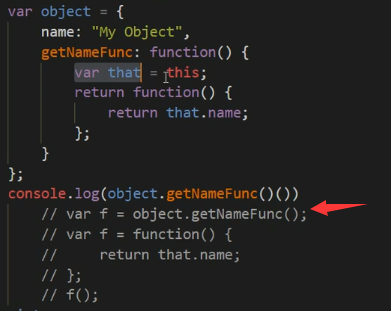 var object = {
    name: "My Object",
    getNameFunc: function() {
        var that = this;
        return function() {
            return that.name;
        };
    }
};
console.log(object.getNameFunc()())
    // var f = object.getNameFunc();
    // var f = function() {
    //     return that.name;
    // };
    // f();